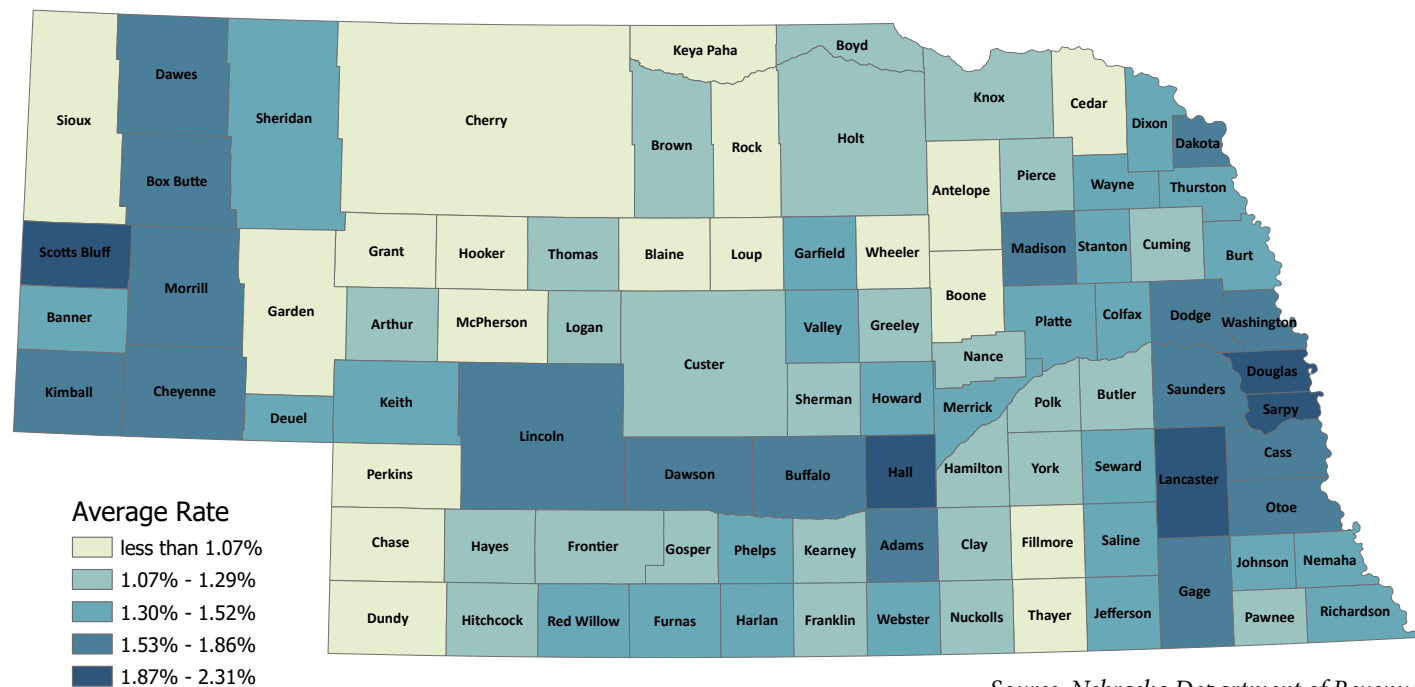 Keya Paha
Boyd
Dawes
Knox
Cedar
Sioux
Sheridan
Cherry
Dixon
Brown
Rock
Holt
Dakota
Box Butte
Pierce
Wayne
Thurston
Antelope
Scotts Bluff
Grant
Hooker
Thomas
Blaine
Loup
Garfield
Wheeler
Madison
Stanton
Cuming
Burt
Morrill
Banner
Garden
Arthur
McPherson
Logan
Boone
Valley
Greeley
Platte
Colfax
Dodge
Washington
Custer
Nance
Douglas
Kimball
Cheyenne
Deuel
Keith
Sherman
Howard
Merrick
Polk
Butler
Saunders
Sarpy
Lincoln
Perkins
Dawson
Buffalo
Hall
Hamilton
York
Seward
Lancaster
Cass
Otoe
Chase
Hayes
Frontier
Gosper
Phelps
Kearney
Adams
Clay
Fillmore
Saline
Johnson
Nemaha
Dundy
Hitchcock
Red Willow
Furnas
Harlan
Franklin
Webster
Nuckolls
Thayer
Jefferson
Gage
Pawnee
Richardson
Average Rate
less than 1.07%
1.07% - 1.29%
1.30% - 1.52%
1.53% - 1.86%
1.87% - 2.31%
Source, Nebraska Department of Revenue